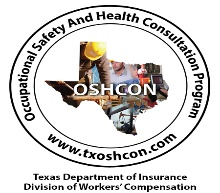 Occupational Safety And Health Consultation Program
OSHCON
www.txoshcon.com
Texas Department of Insurance
Division of Workers' Compensation